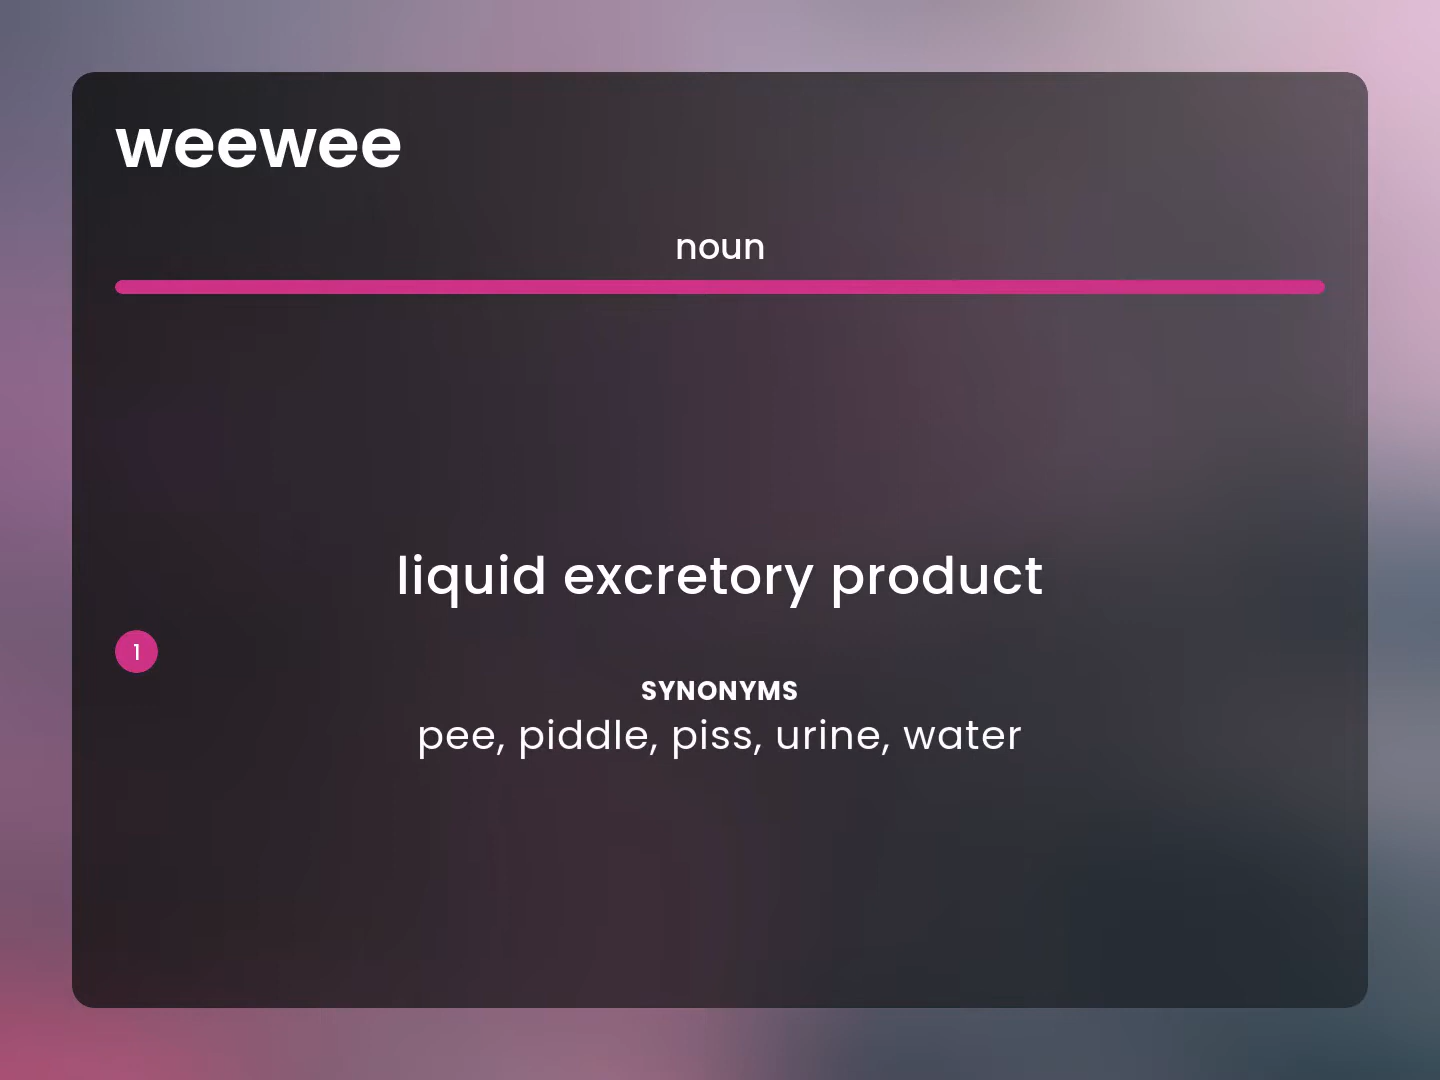 weewee
noun
liquid excretory product
1
SYNONYMS
pee, piddle, piss, urine, water